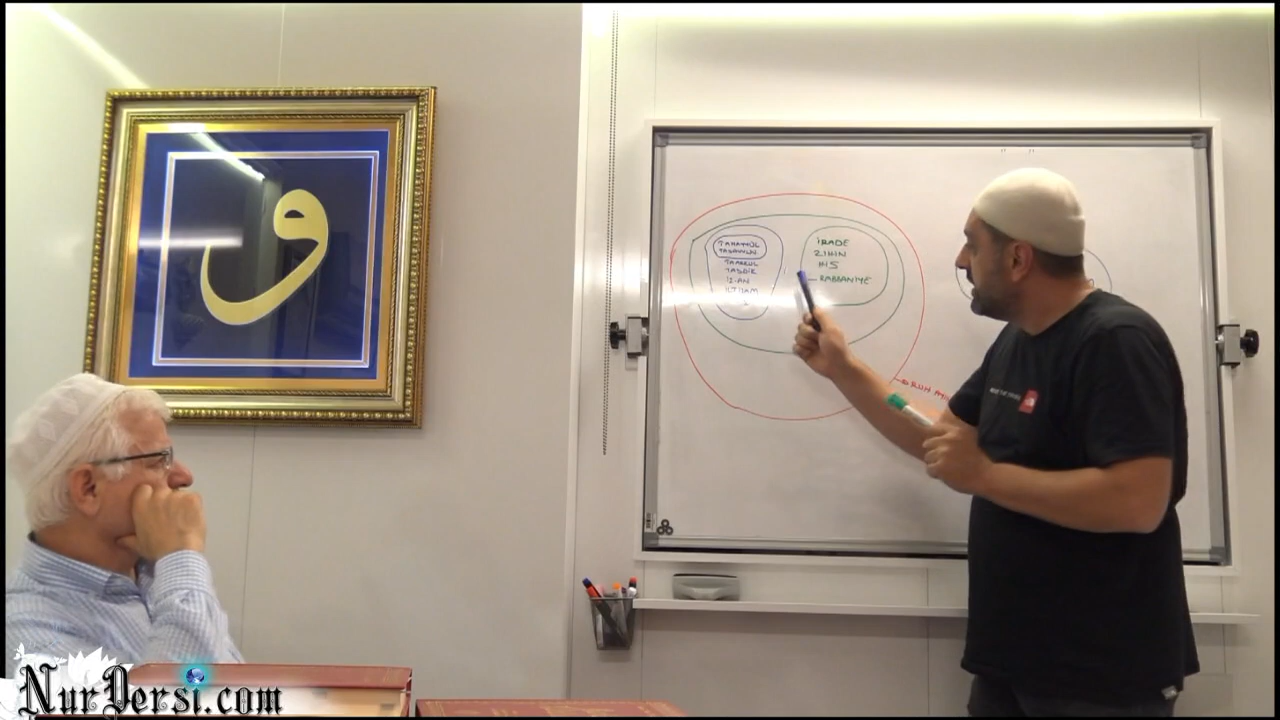 و
TAHAYYÜL
TASAVVUR
TAAKKUL
TASDİK
İZ'AN
İLTİZAM
İRADE
ZİHİN
HİS
RABBANİYE
RUH
NurDersi.com